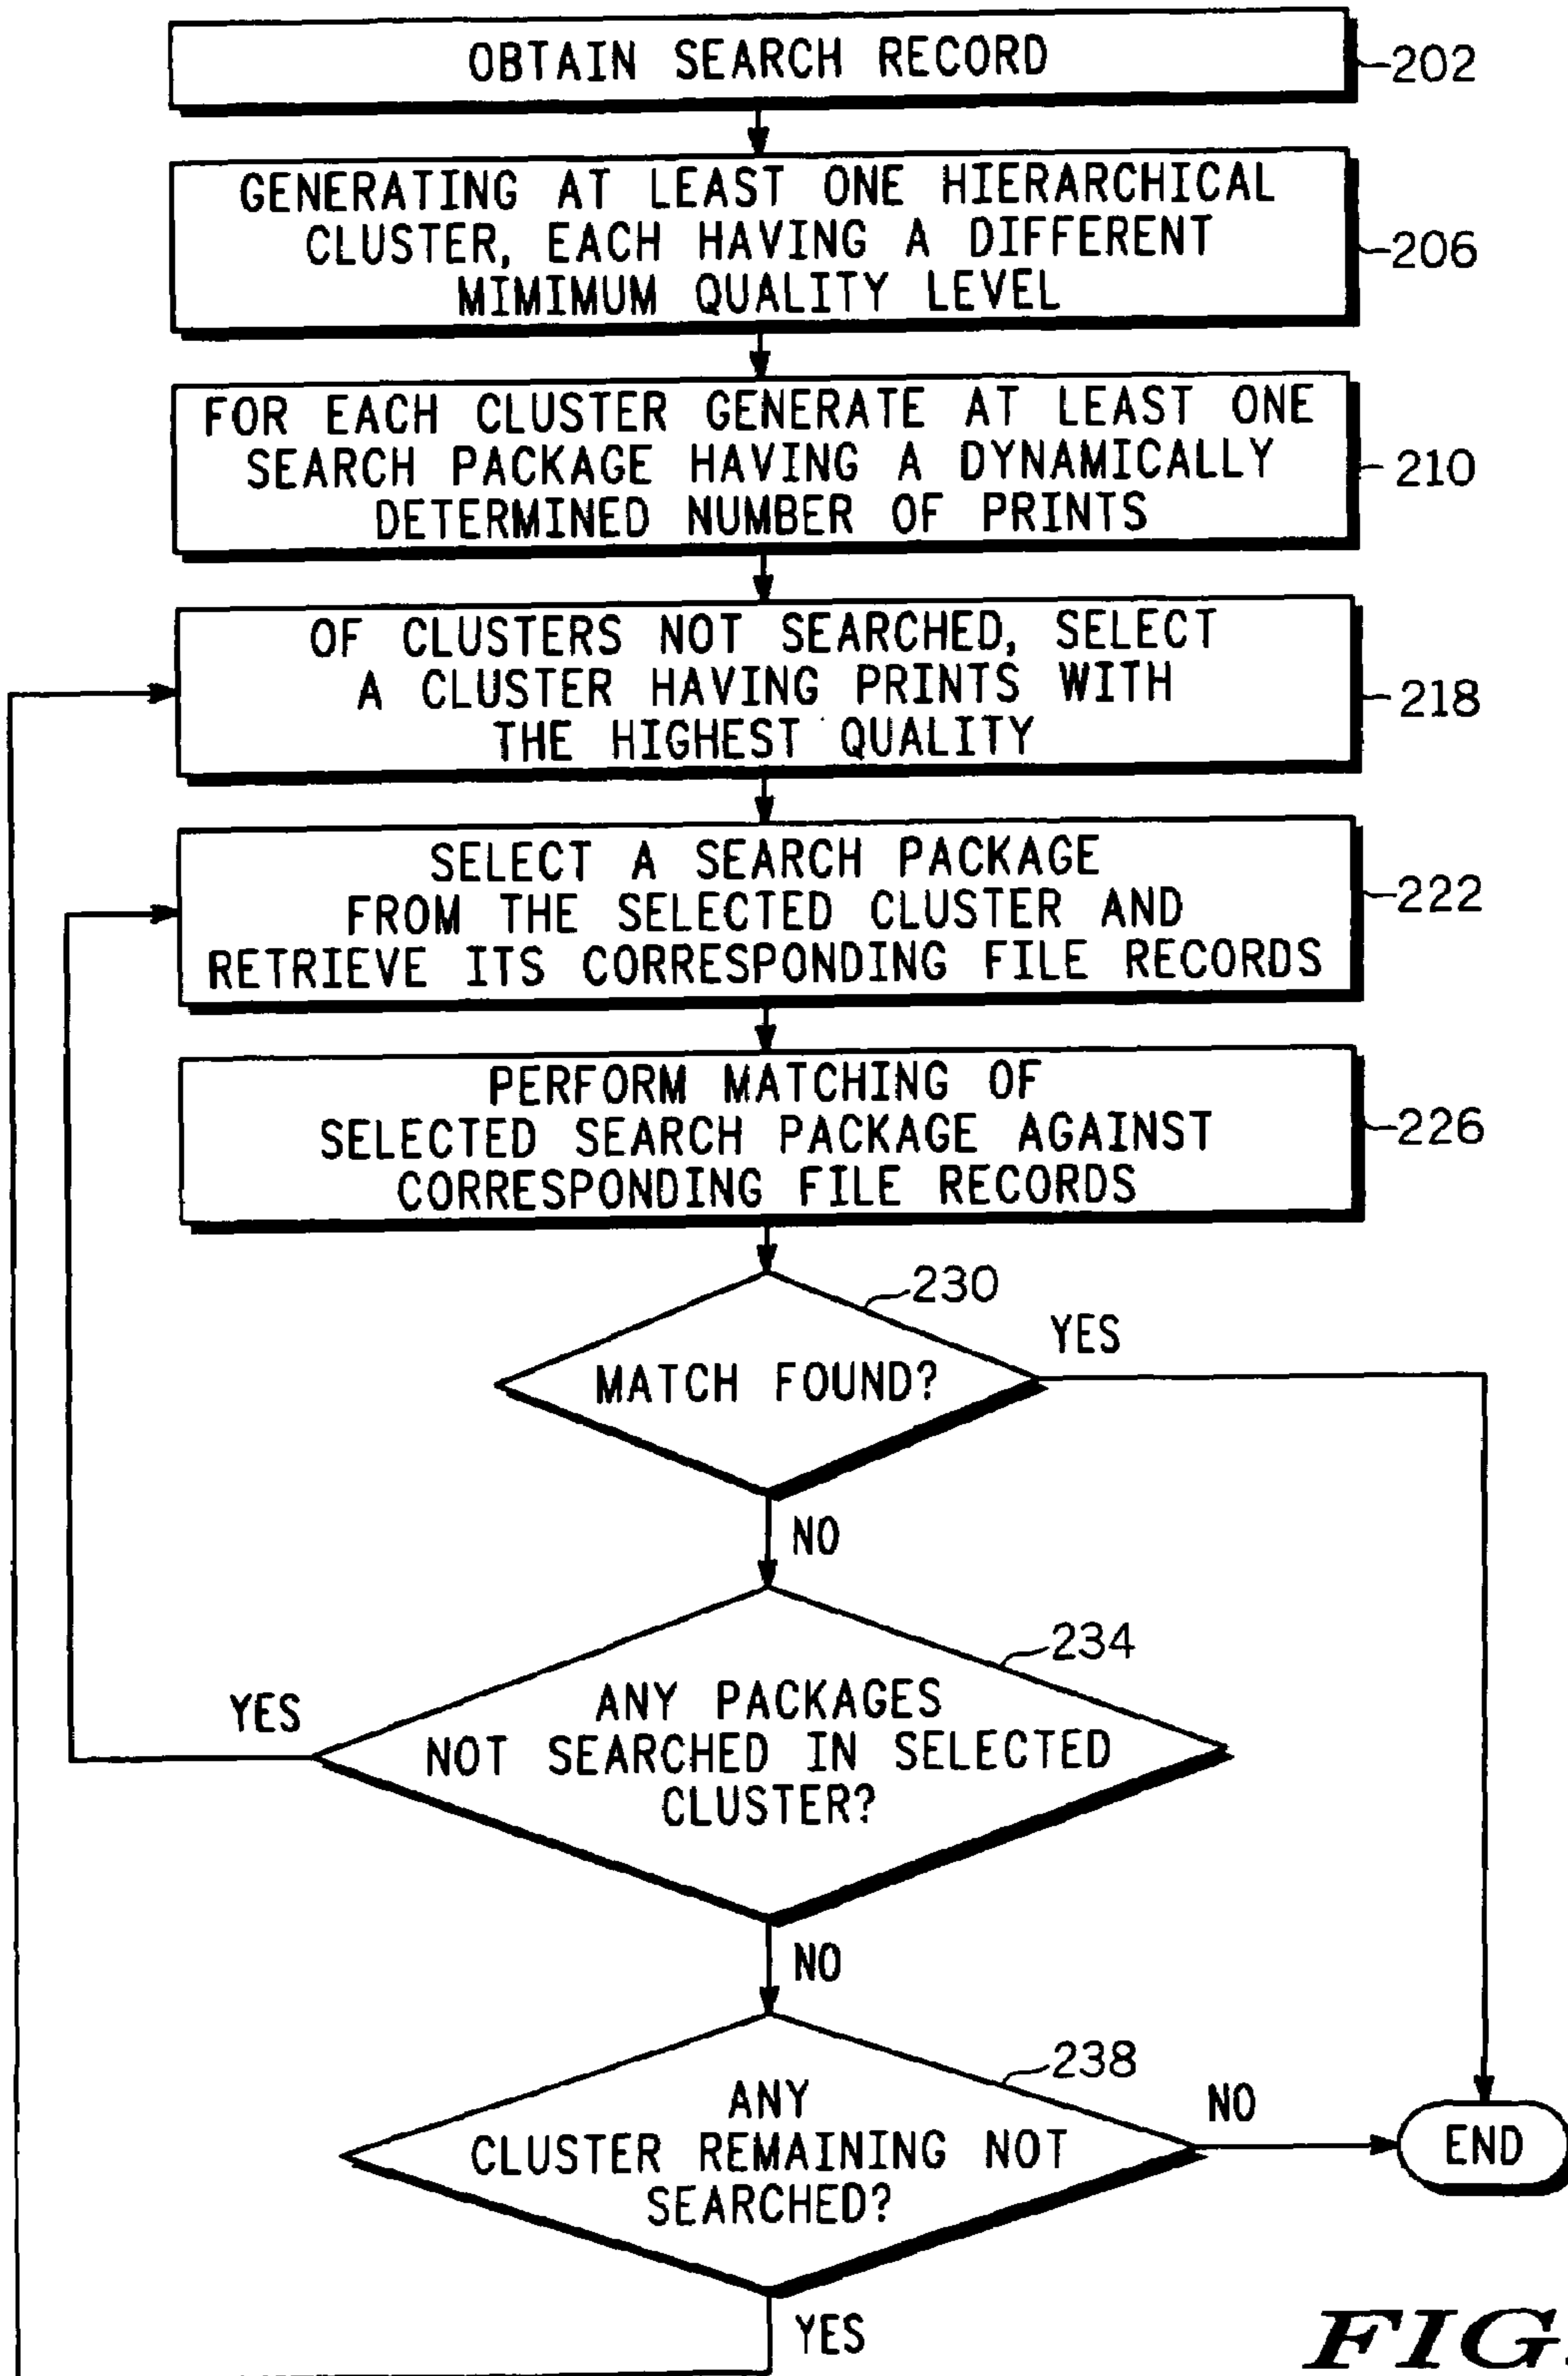 OBTAIN SEARCH RECORD
202
GENERATING AT LEAST ONE HIERARCHICAL
CLUSTER, EACH HAVING A DIFFERENT
MIMIMUM QUALITY LEVEL
206
FOR EACH CLUSTER GENERATE AT LEAST ONE
SEARCH PACKAGE HAVING A DYNAMICALLY
DETERMINED NUMBER OF PRINTS
210
OF CLUSTERS NOT SEARCHED, SELECT
A CLUSTER HAVING PRINTS WITH
THE HIGHEST QUALITY
218
SELECT A SEARCH PACKAGE
FROM THE SELECTED CLUSTER AND
RETRIEVE ITS CORRESPONDING FILE RECORDS
222
PERFORM MATCHING OF
SELECTED SEARCH PACKAGE AGAINST
CORRESPONDING FILE RECORDS
226
230
YES
MATCH FOUND?
NO
234
YES
ANY PACKAGES
NOT SEARCHED IN SELECTED
CLUSTER?
NO
238
NO
ANY
CLUSTER REMAINING NOT
SEARCHED?
END
YES
FIG.